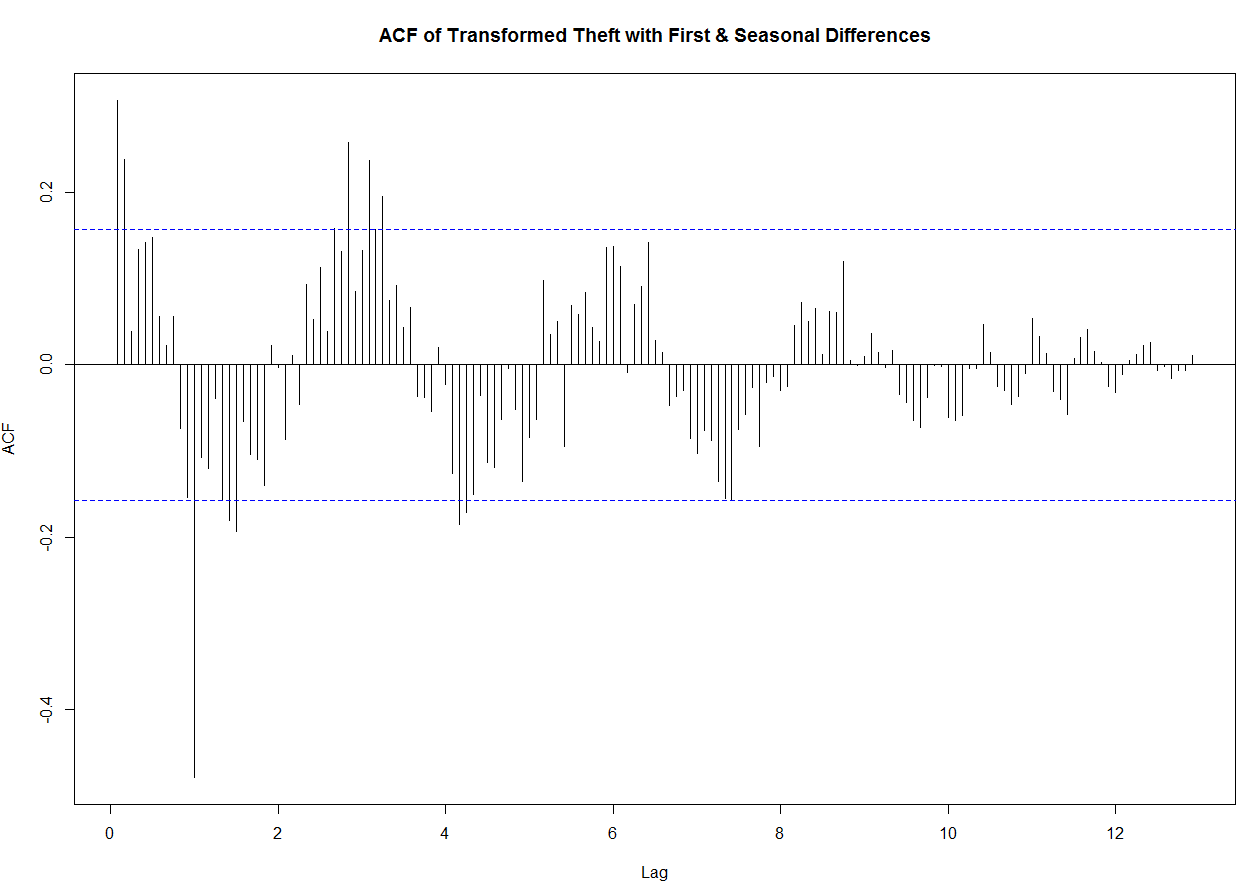 ACF of Transformed Theft with First & Seasonal Differences
0.2
0.0
-0.2
-0.4
ACF
0 2 4 6 8 10 12
Lag